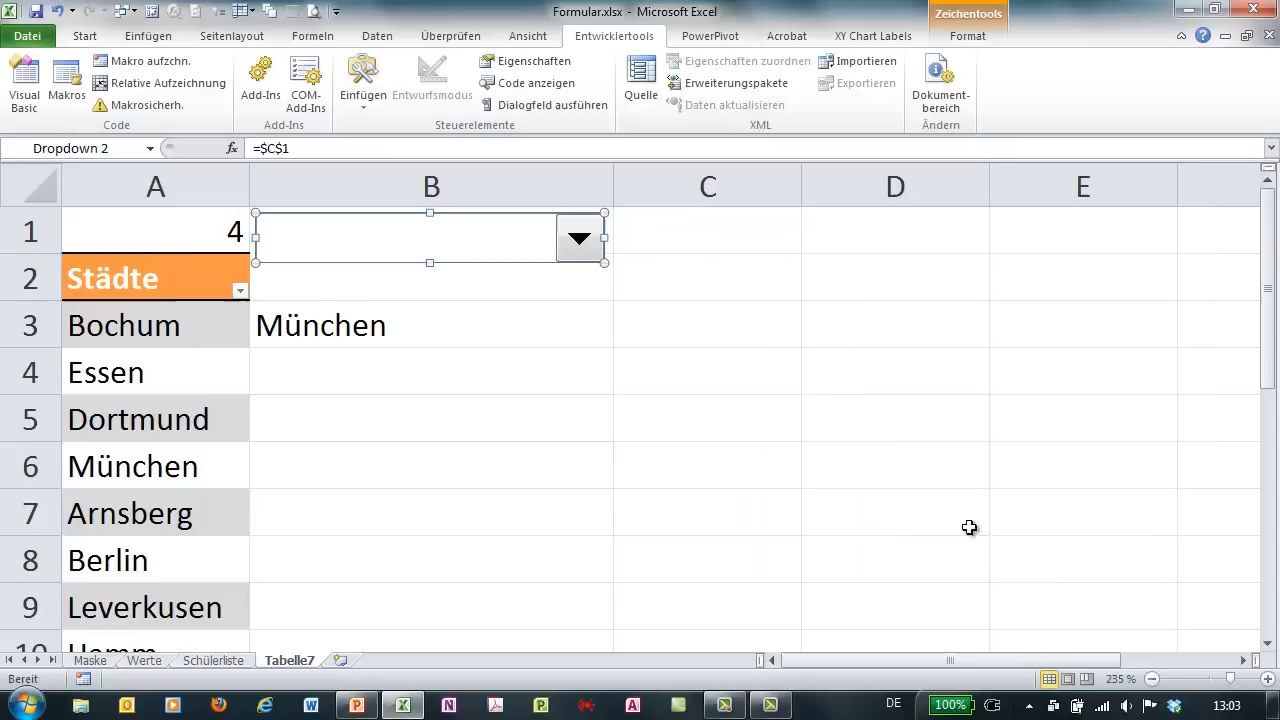 Formular.xlsx - Microsoft Excel
Zeichentools
Datei Start Einfügen Seitenlayout Formeln Daten Überprüfen Ansicht Entwicklertools PowerPivot Acrobat XY Chart Labels Format
Visual Basic
Makros
Makro aufzchn.
Relative Aufzeichnung
Makrosicherh.
Code
Add-Ins
COM-Add-Ins
Add-Ins
Einfügen
Entwurfsmodus
Eigenschaften
Code anzeigen
Dialogfeld ausführen
Steuerelemente
Quelle
Eigenschaften zuordnen
Erweiterungspakete
Daten aktualisieren
Importieren
Exportieren
XML
Dokument-
bereich
Ändern
Dropdown 2 fx =$C$1
A B C D E
1 4
2 Städte
3 Bochum München
4 Essen
5 Dortmund
6 München
7 Arnsberg
8 Berlin
9 Leverkusen
10 Hamm
Maske Werte Schülerliste Tabelle7
Bereit 235 %
DE 100% 13:03